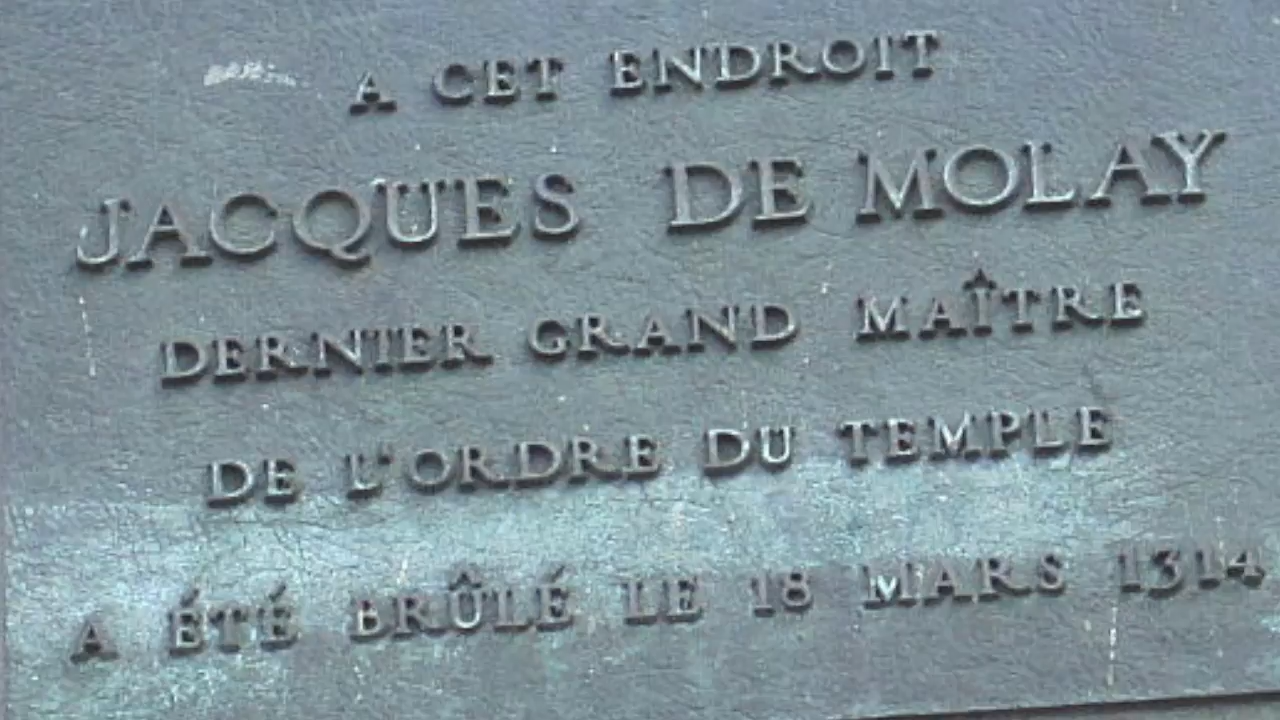 A CET ENDROIT
JACQUES DE MOLAY
DERNIER GRAND MAÎTRE
DE L'ORDRE DU TEMPLE
A ÉTÉ BRÛLÉ LE 18 MARS 1314